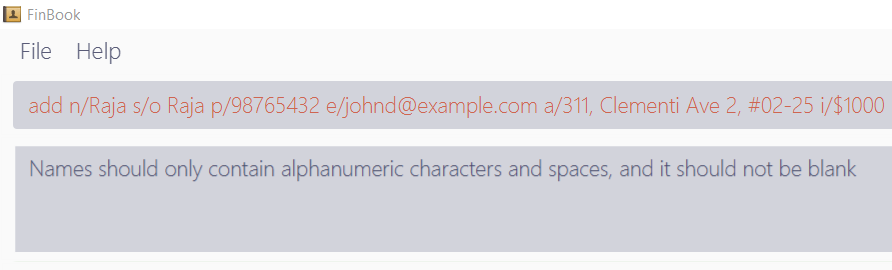 FinBook
File Help
add n/Raja s/o Raja p/98765432 e/johnd@example.com a/311, Clementi Ave 2, #02-25 i/$1000
Names should only contain alphanumeric characters and spaces, and it should not be blank